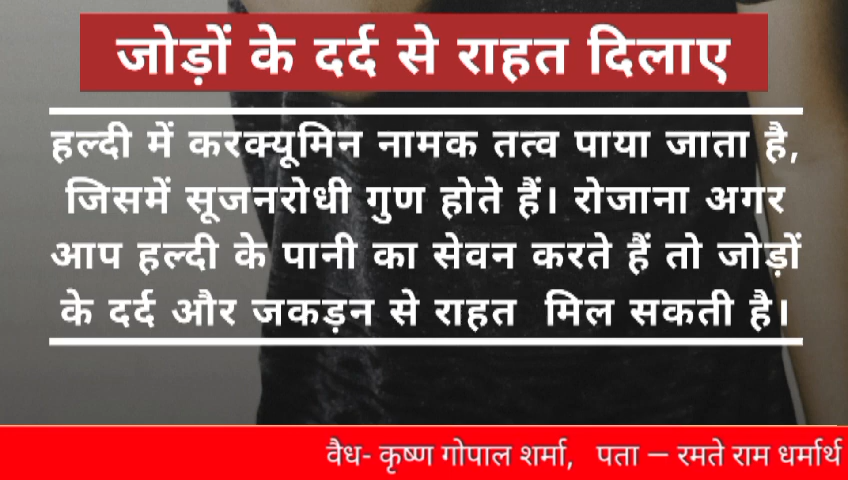 जोड़ों के दर्द से राहत दिलाए
हल्दी में करक्यूमिन नामक तत्व पाया जाता है,
जिसमें सूजनरोधी गुण होते हैं। रोजाना अगर
आप हल्दी के पानी का सेवन करते हैं तो जोड़ों
के दर्द और जकड़न से राहत मिल सकती है।
वैध- कृष्ण गोपाल शर्मा, पता – रमते राम धर्मार्थ